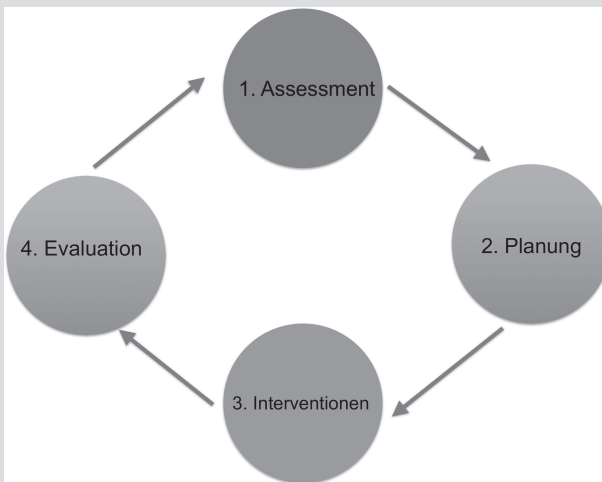 1. Assessment
2. Planung
3. Interventionen
4. Evaluation